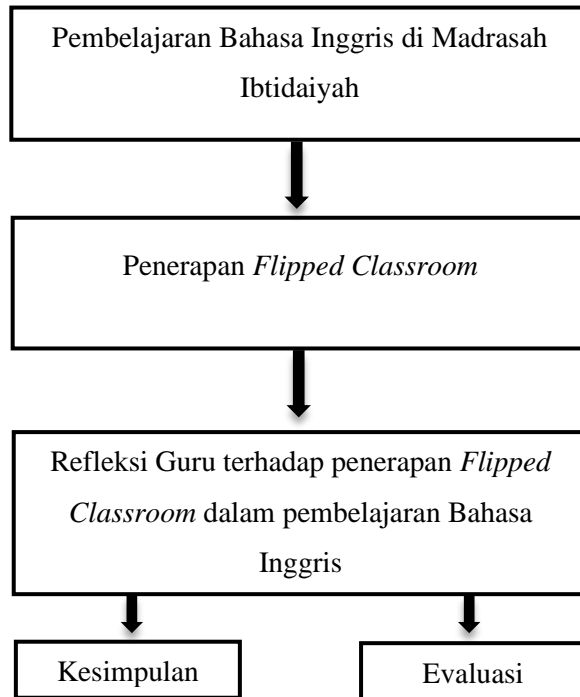 Pembelajaran Bahasa Inggris di Madrasah
Ibtidaiyah
Penerapan Flipped Classroom
Refleksi Guru terhadap penerapan Flipped
Classroom dalam pembelajaran Bahasa
Inggris
Kesimpulan
Evaluasi